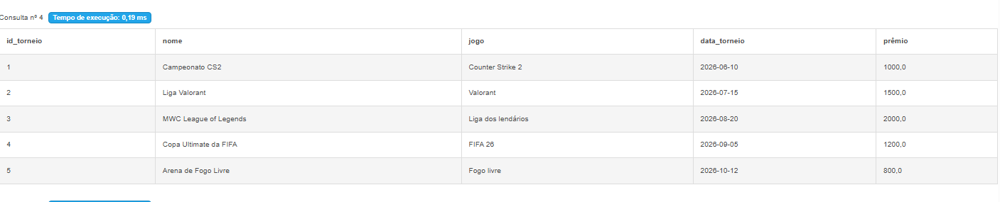 Consulta nº 4 Tempo de execução: 0,19 ms
id_torneio nome jogo data_torneio prêmio
1 Campeonato CS2 Counter Strike 2 2026-06-10 1000,0
2 Liga Valorant Valorant 2026-07-15 1500,0
3 MWC League of Legends Liga dos lendários 2026-08-20 2000,0
4 Copa Ultimate da FIFA FIFA 26 2026-09-05 1200,0
5 Arena de Fogo Livre Fogo livre 2026-10-12 800,0